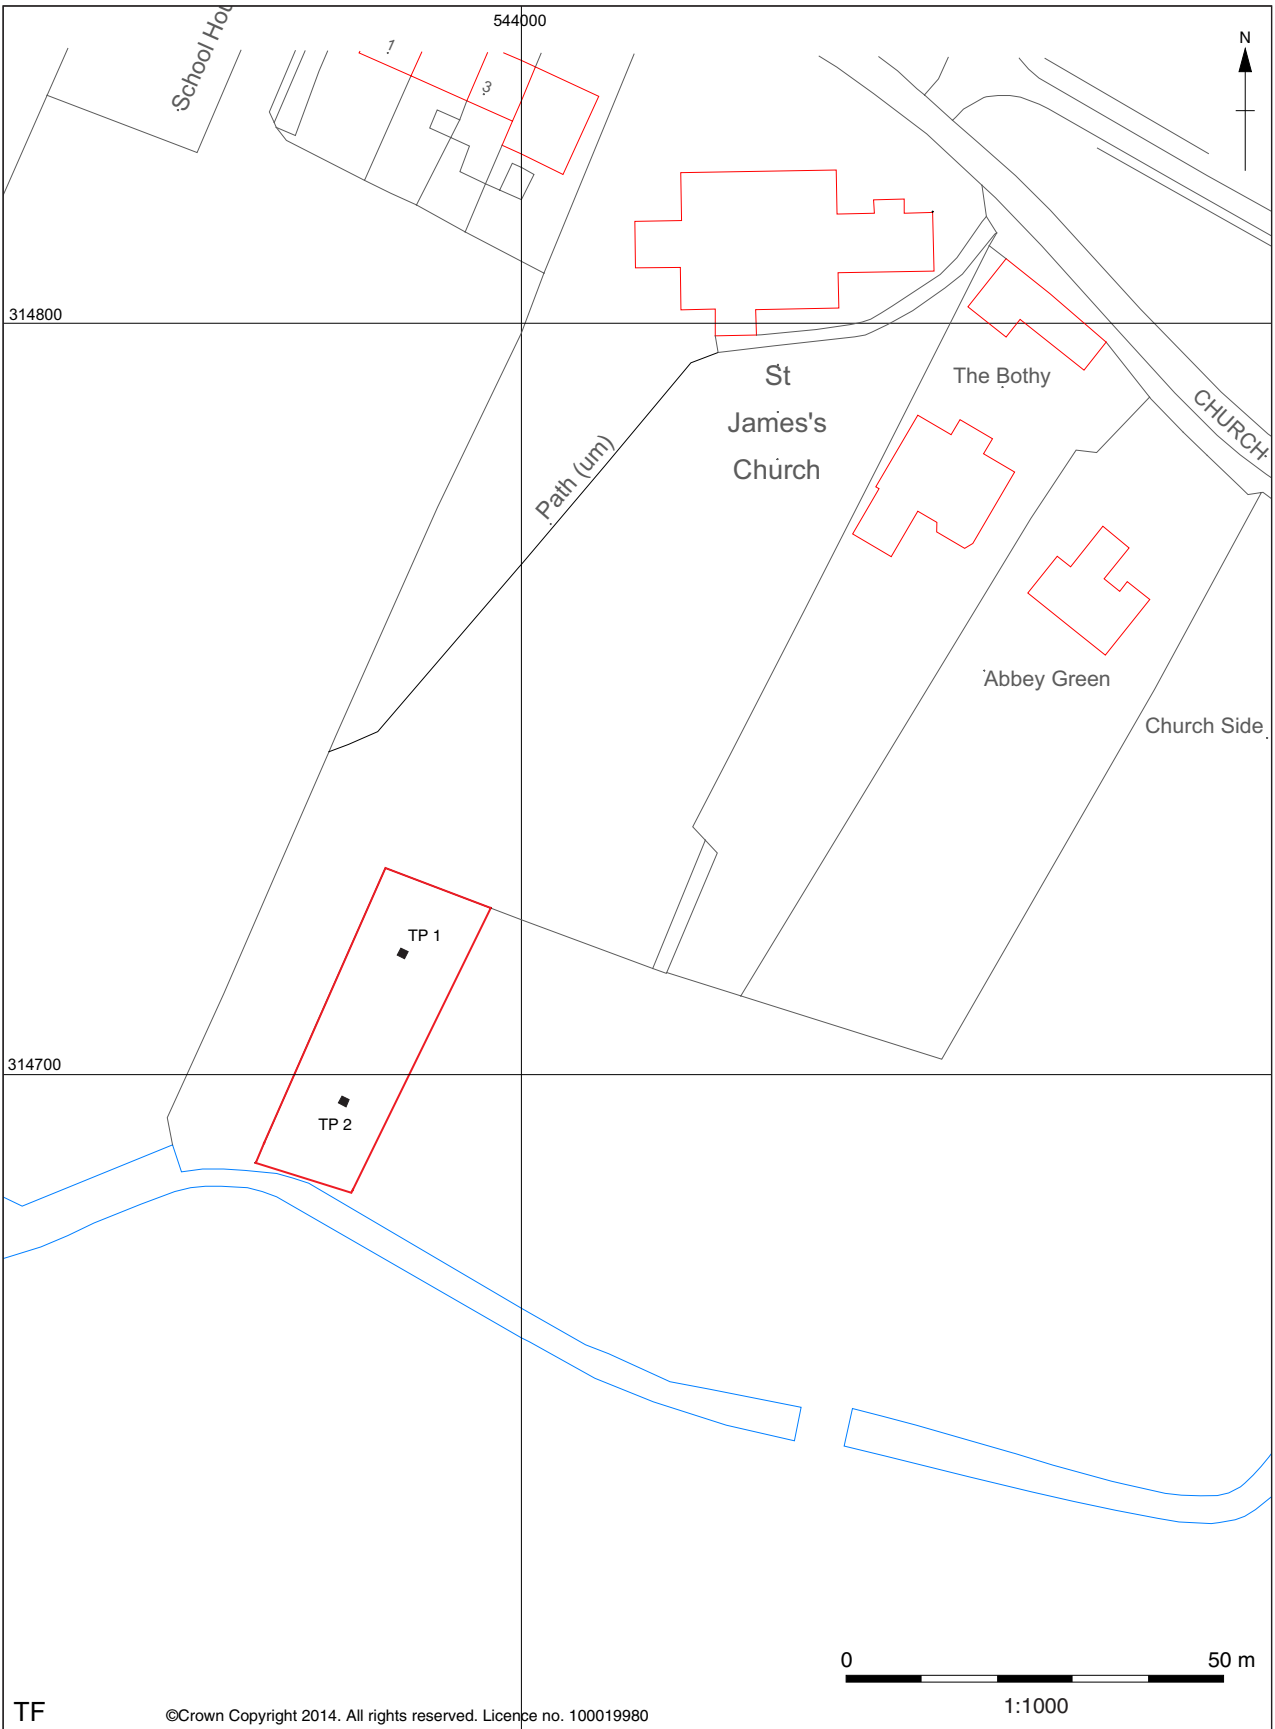 544000
N
School Hou
1
3
314800
St
James's
Church
The Bothy
CHURCH
Path (um)
Abbey Green
Church Side
TP 1
314700
TP 2
0 50 m
1:1000
TF
©Crown Copyright 2014. All rights reserved. Licence no. 100019980